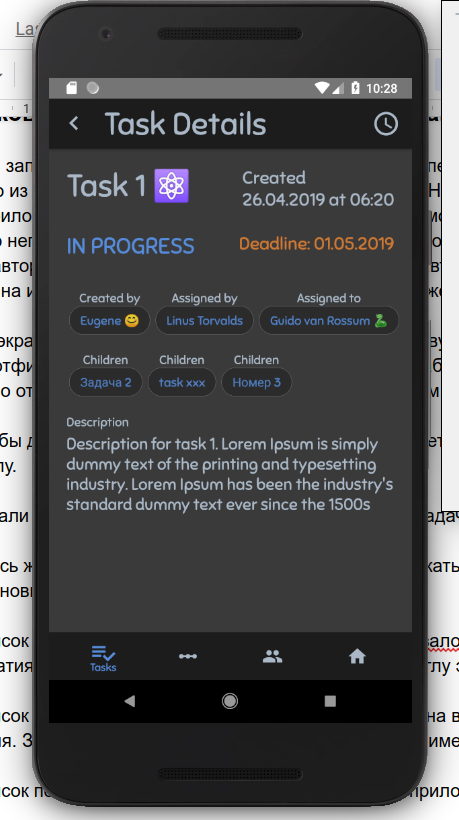 10:28
Task Details
Task 1 ⚛️
Created
26.04.2019 at 06:20
IN PROGRESS
Deadline: 01.05.2019
Created by
Assigned by
Assigned to
Eugene 😊
Linus Torvalds
Guido van Rossum 🐍
Children
Children
Children
Задача 2
task xxx
Номер 3
Description
Description for task 1. Lorem Ipsum is simply
dummy text of the printing and typesetting
industry. Lorem Ipsum has been the industry's
standard dummy text ever since the 1500s
Tasks